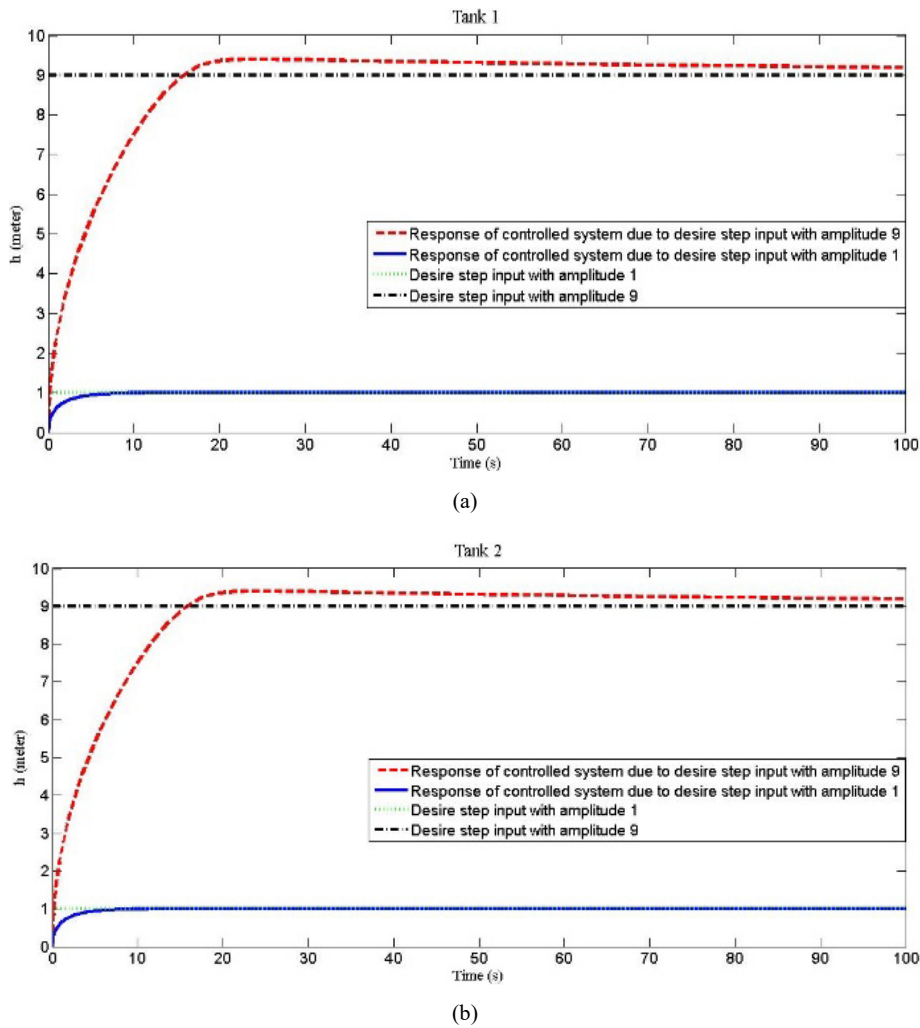 Tank 1
10
9
8
7
6
5
4
3
2
1
0
h (meter)
Response of controlled system due to desire step input with amplitude 9
Response of controlled system due to desire step input with amplitude 1
Desire step input with amplitude 1
Desire step input with amplitude 9
0 10 20 30 40 50 60 70 80 90 100
Time (s)
(a)
Tank 2
10
9
8
7
6
5
4
3
2
1
0
h (meter)
Response of controlled system due to desire step input with amplitude 9
Response of controlled system due to desire step input with amplitude 1
Desire step input with amplitude 1
Desire step input with amplitude 9
0 10 20 30 40 50 60 70 80 90 100
Time (s)
(b)